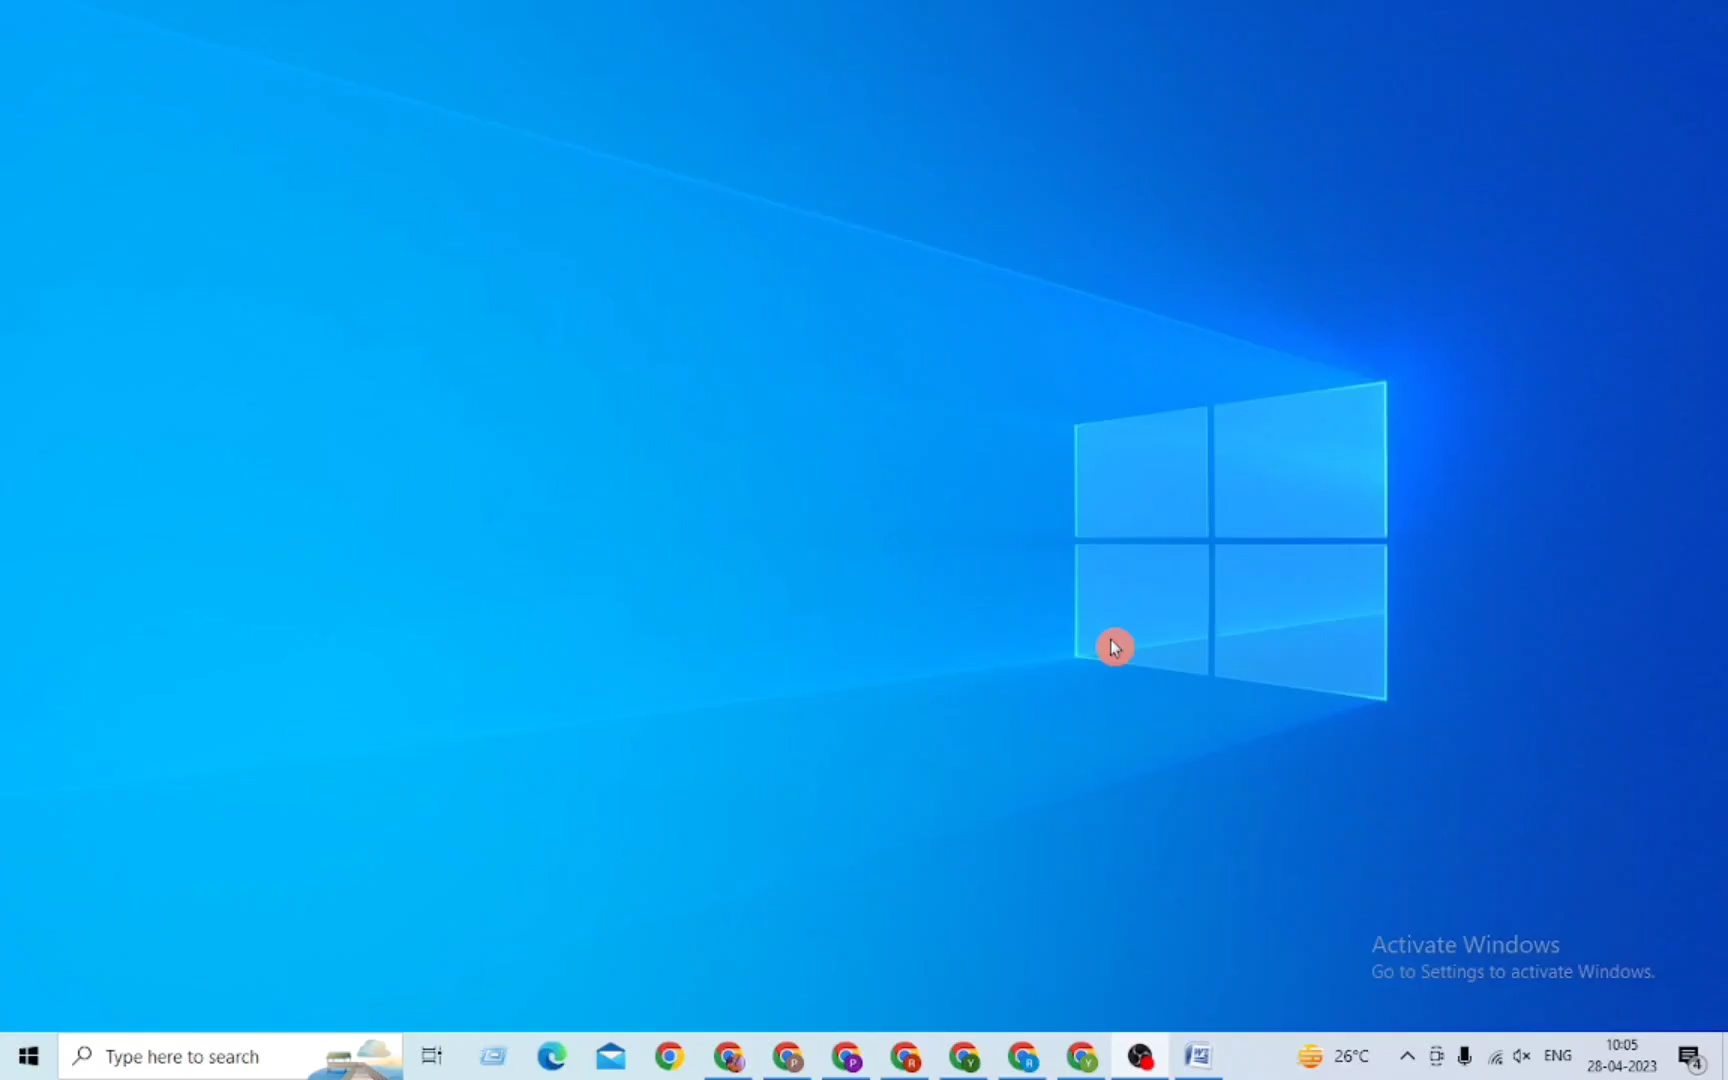 Activate Windows
Go to Settings to activate Windows.
Type here to search
P
P
R
Y
R
Y
W
26°C
ENG
10:05
28-04-2023
4